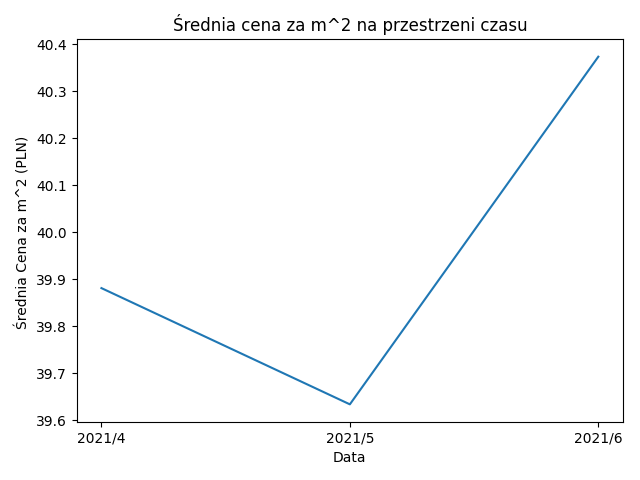 Średnia cena za m^2 na przestrzeni czasu
Średnia Cena za m^2 (PLN)
40.4
40.3
40.2
40.1
40.0
39.9
39.8
39.7
39.6
2021/4 2021/5 2021/6
Data